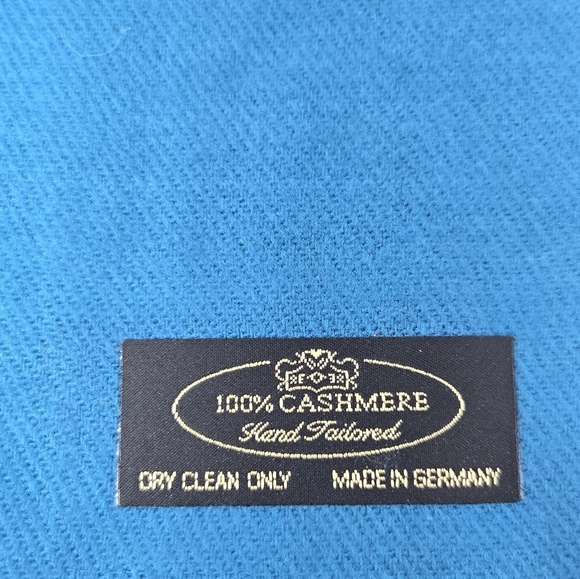 100% CASHMERE
Hand Tailored
DRY CLEAN ONLY MADE IN GERMANY